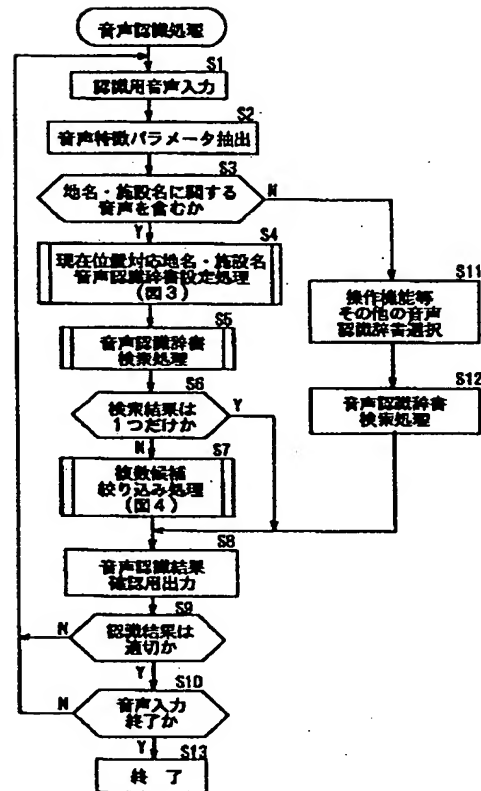 音声認識処理
S1
認識用音声入力
S2
音声特徴パラメータ抽出
S3
地名・施設名に関する
音声を含むか
N
Y
S4
現在位置対応地名・施設名
音声認識辞書設定処理
(図3)
S5
音声認識辞書
検索処理
S6
検索結果は
1つだけか
Y
N
S7
複数候補
絞り込み処理
(図4)
S11
操作機能等
その他の音声
認識辞書選択
S12
音声認識辞書
検索処理
S8
音声認識結果
確認用出力
S9
認識結果は
適切か
N
Y
S10
音声入力
終了か
N
Y
S13
終了